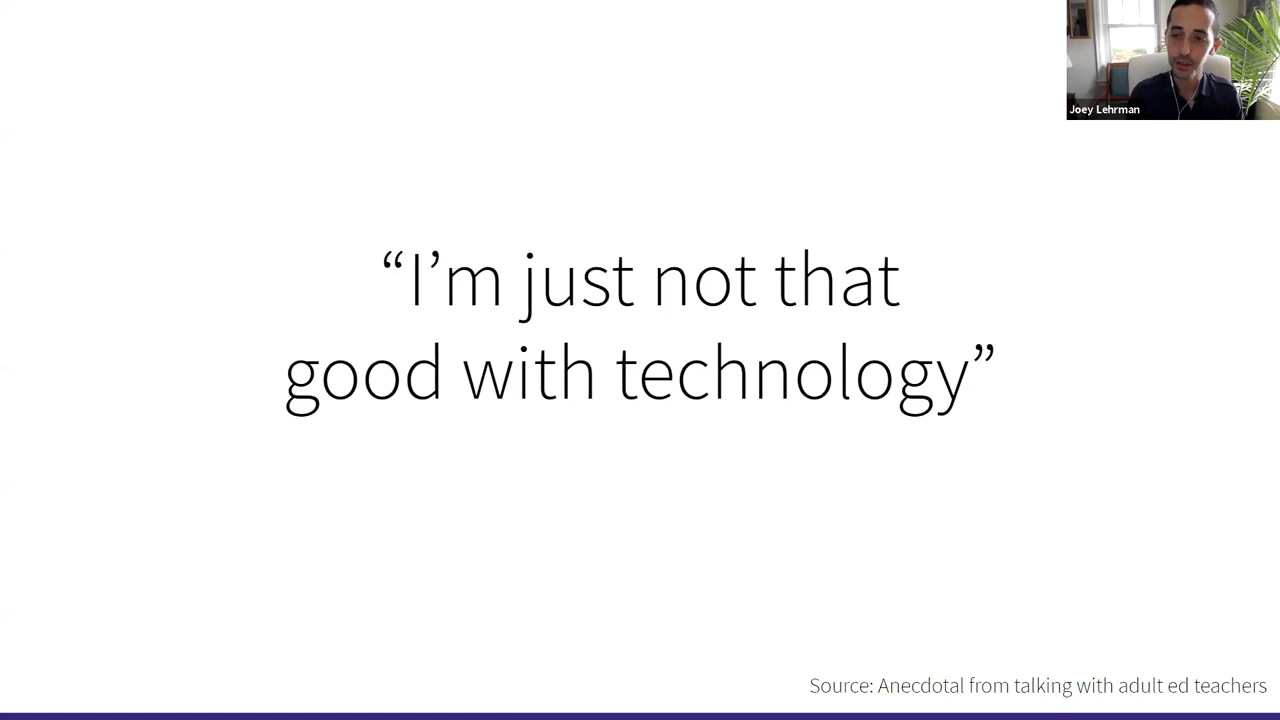 Joey Lehrman
“I’m just not that
good with technology”
Source: Anecdotal from talking with adult ed teachers